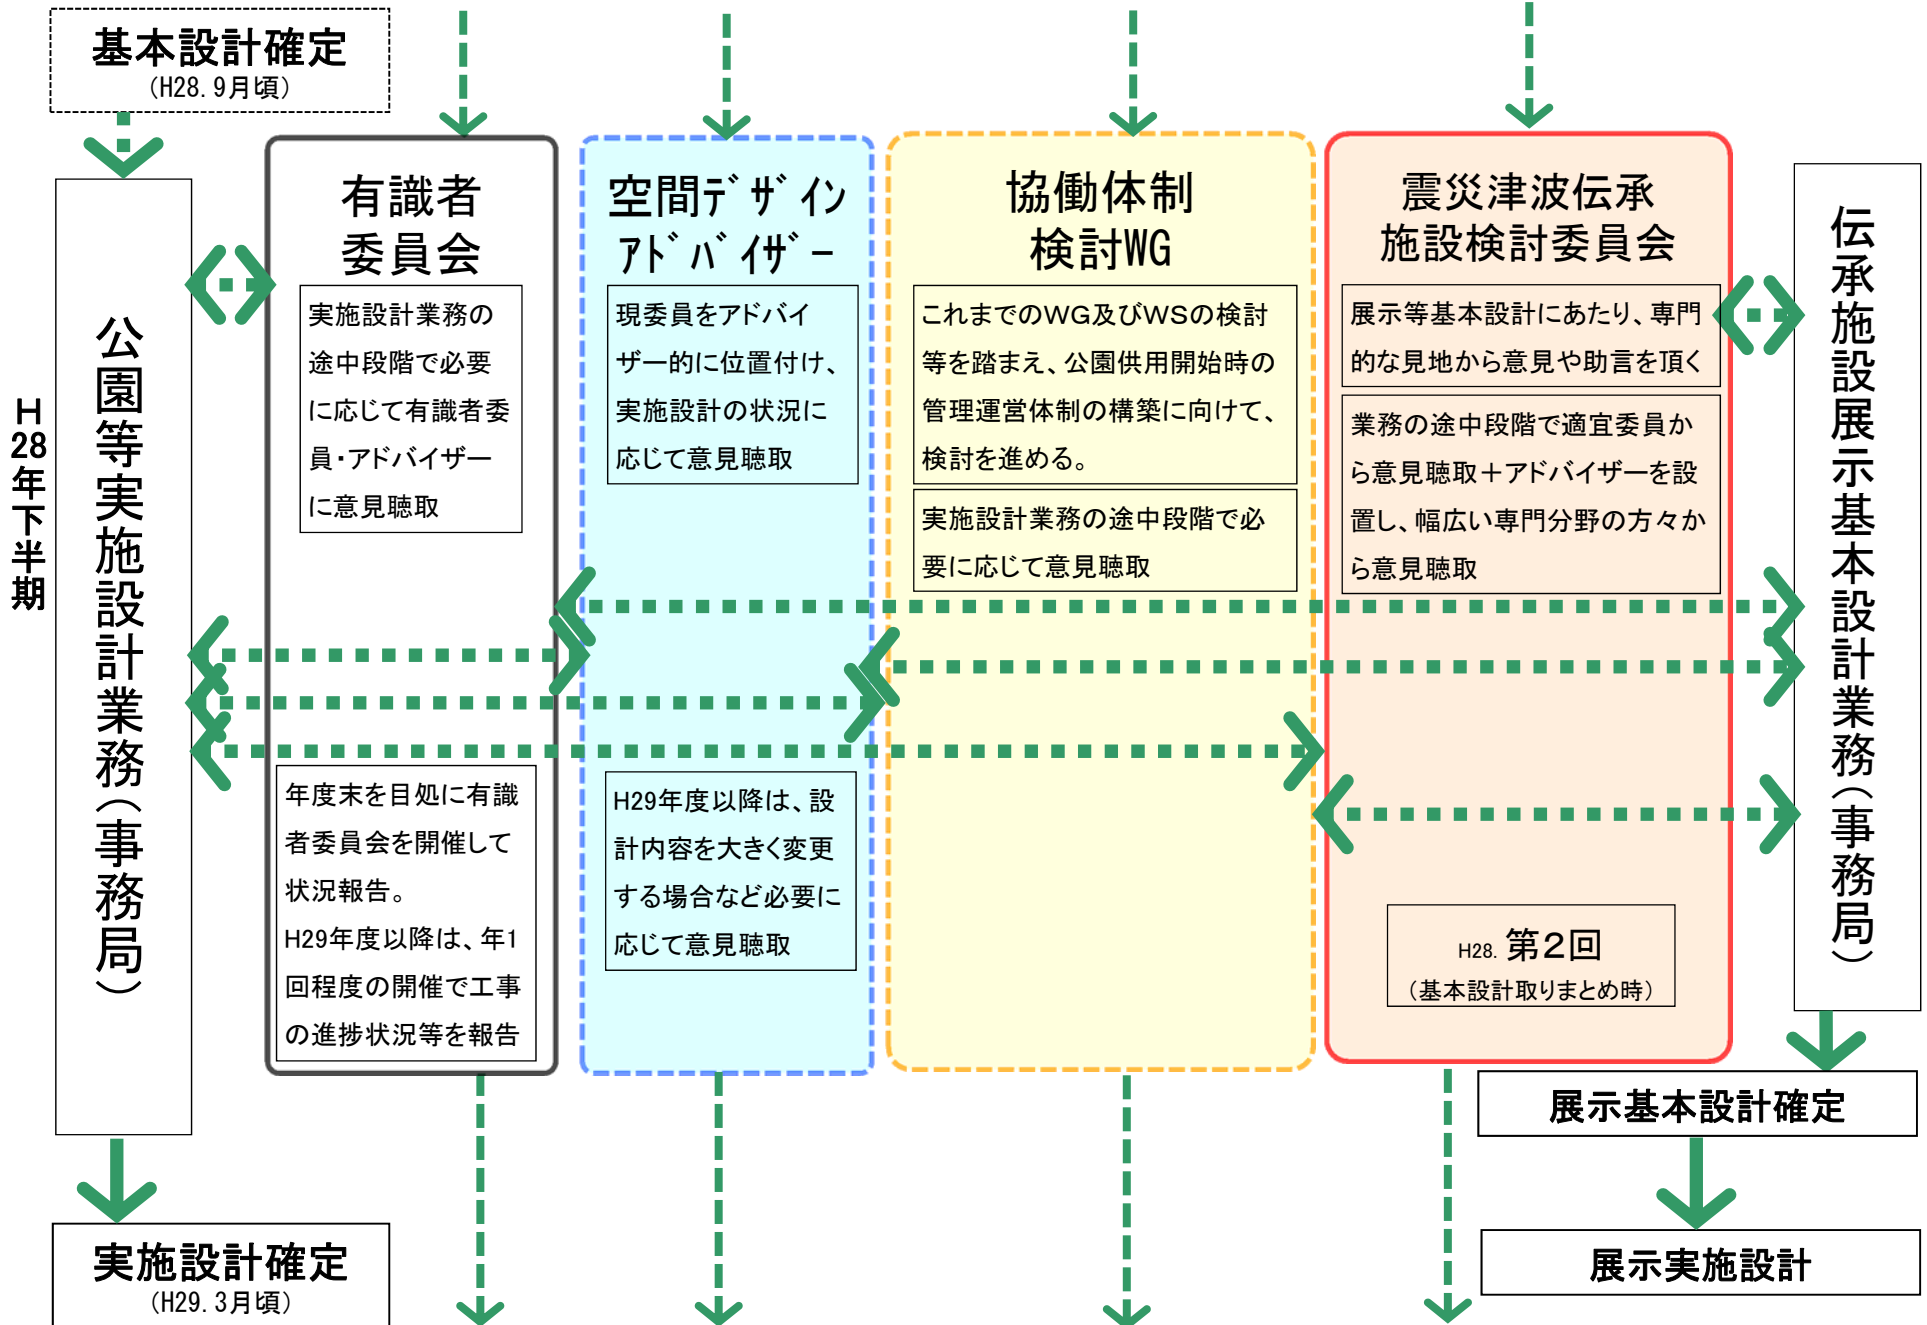 基本設計確定
（H28．9月頃）
H28年下半期
公園等実施設計業務（事務局）
有識者
委員会
実施設計業務の
途中段階で必要
に応じて有識者委
員・アドバイザー
に意見聴取
年度末を目処に有識
者委員会を開催して
状況報告。
H29年度以降は、年1
回程度の開催で工事
の進捗状況等を報告
空間ﾃﾞｻﾞｲﾝ
ｱﾄﾞﾊﾞｲｻﾞｰ
現委員をアドバイ
ザー的に位置付け、
実施設計の状況に
応じて意見聴取
H29年度以降は、設
計内容を大きく変更
する場合など必要に
応じて意見聴取
協働体制
検討WG
これまでのWG及びWSの検討
等を踏まえ、公園供用開始時の
管理運営体制の構築に向けて、
検討を進める。
実施設計業務の途中段階で必
要に応じて意見聴取
震災津波伝承
施設検討委員会
展示等基本設計にあたり、専門
的な見地から意見や助言を頂く
業務の途中段階で適宜委員か
ら意見聴取＋アドバイザーを設
置し、幅広い専門分野の方々か
ら意見聴取
H28. 第2回
（基本設計取りまとめ時）
伝承施設展示基本設計業務（事務局）
展示基本設計確定
展示実施設計
実施設計確定
（H29．3月頃）